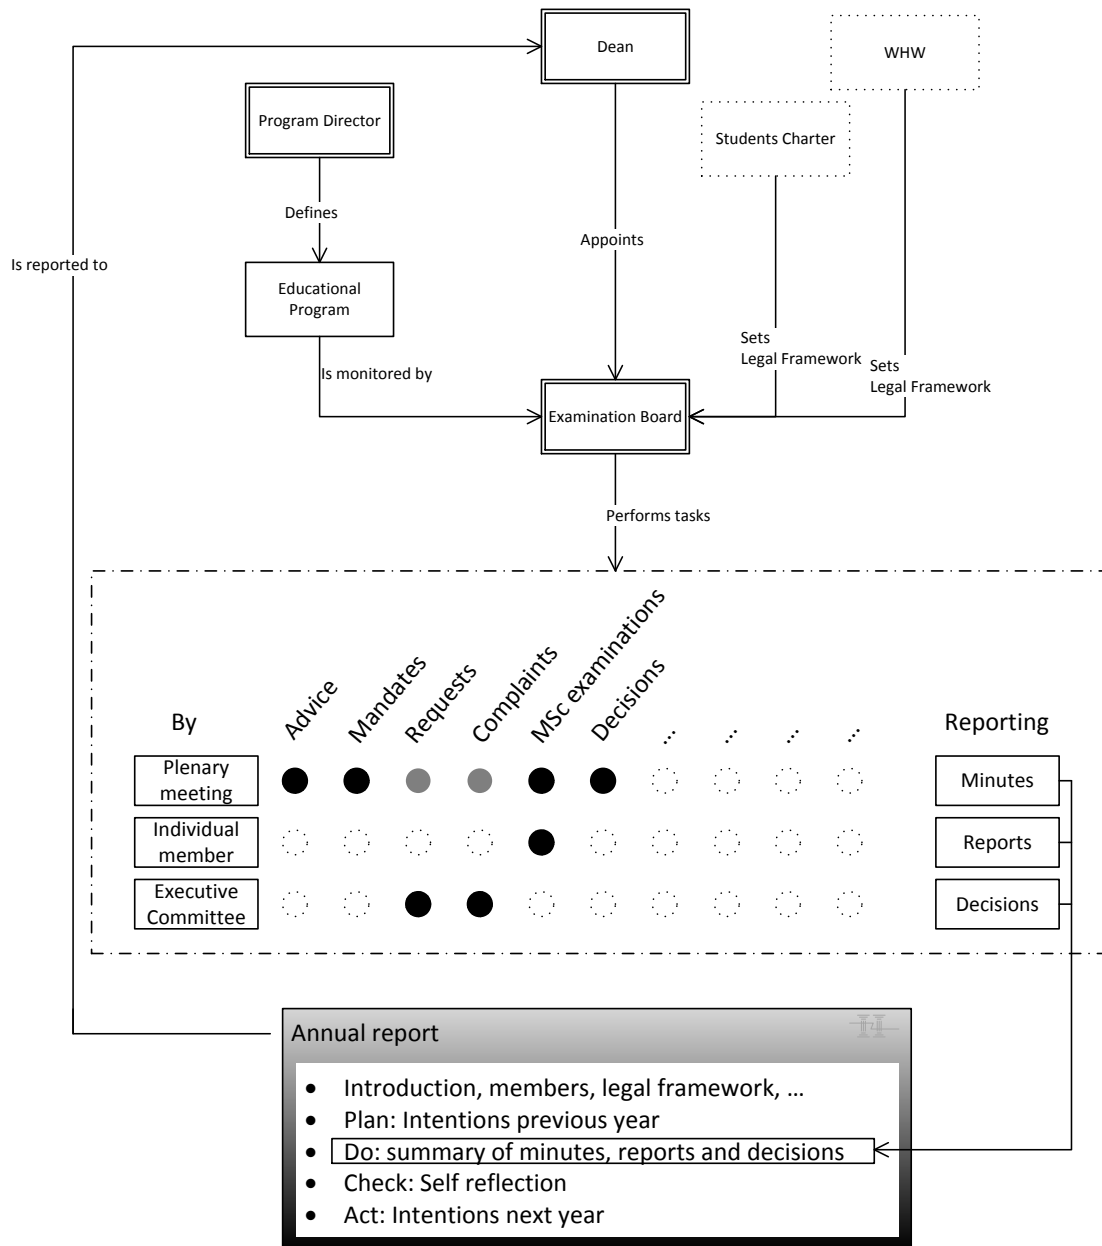 Dean
WHW
Program Director
Students Charter
Defines
Appoints
Is reported to
Educational
Program
Sets
Legal Framework
Sets
Legal Framework
Is monitored by
Examination Board
Performs tasks
By
Advice
Mandates
Requests
Complaints
MSc examinations
Decisions
...
...
...
...
Reporting
Plenary
meeting
Minutes
Individual
member
Reports
Executive
Committee
Decisions
Annual report
• Introduction, members, legal framework, ...
• Plan: Intentions previous year
• Do: summary of minutes, reports and decisions
• Check: Self reflection
• Act: Intentions next year